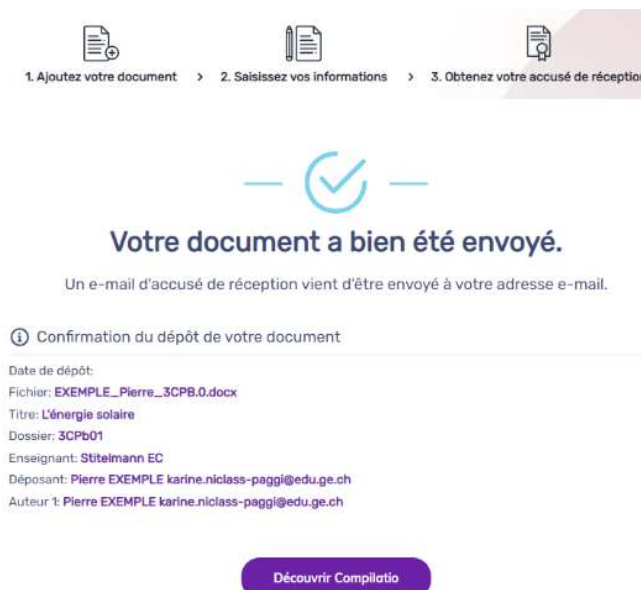 1. Ajoutez votre document > 2. Saisissez vos informations > 3. Obtenez votre accusé de réception
Votre document a bien été envoyé.
Un e-mail d'accusé de réception vient d'être envoyé à votre adresse e-mail.
Confirmation du dépôt de votre document
Date de dépôt:
Fichier: EXEMPLE_Pierre_3CPB.0.docx
Titre: L'énergie solaire
Dossier: 3CPb01
Enseignant: Stitelmann EC
Déposant: Pierre EXEMPLE karine.niclass-paggi@edu.ge.ch
Auteur 1: Pierre EXEMPLE karine.niclass-paggi@edu.ge.ch
Découvrir Compilatio